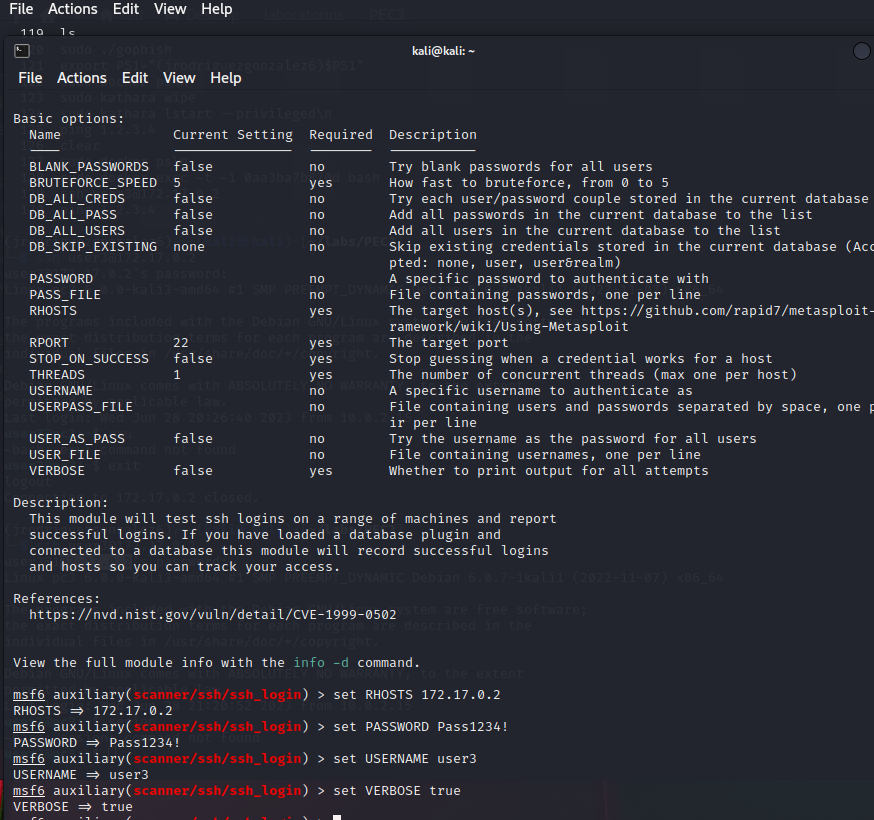 File Actions Edit View Help
119 ls
kali@kali: ~
File Actions Edit View Help
Basic options:
Name Current Setting Required Description
BLANK_PASSWORDS false no Try blank passwords for all users
BRUTEFORCE_SPEED 5 yes How fast to bruteforce, from 0 to 5
DB_ALL_CREDS false no Try each user/password couple stored in the current database
DB_ALL_PASS false no Add all passwords in the current database to the list
DB_ALL_USERS false no Add all users in the current database to the list
DB_SKIP_EXISTING none no Skip existing credentials stored in the current database (Acc
pted: none, user, user&realm)
PASSWORD no A specific password to authenticate with
PASS_FILE no File containing passwords, one per line
RHOSTS yes The target host(s), see https://github.com/rapid7/metasploit-
ramework/wiki/Using-Metasploit
RPORT 22 yes The target port
STOP_ON_SUCCESS false yes Stop guessing when a credential works for a host
THREADS 1 yes The number of concurrent threads (max one per host)
USERNAME no A specific username to authenticate as
USERPASS_FILE no File containing users and passwords separated by space, one p
ir per line
USER_AS_PASS false no Try the username as the password for all users
USER_FILE no File containing usernames, one per line
VERBOSE false yes Whether to print output for all attempts
Description:
This module will test ssh logins on a range of machines and report
successful logins. If you have loaded a database plugin and
connected to a database this module will record successful logins
and hosts so you can track your access.
References:
https://nvd.nist.gov/vuln/detail/CVE-1999-0502
View the full module info with the info -d command.
msf6 auxiliary(scanner/ssh/ssh_login) > set RHOSTS 172.17.0.2
RHOSTS => 172.17.0.2
msf6 auxiliary(scanner/ssh/ssh_login) > set PASSWORD Pass1234!
PASSWORD => Pass1234!
msf6 auxiliary(scanner/ssh/ssh_login) > set USERNAME user3
USERNAME => user3
msf6 auxiliary(scanner/ssh/ssh_login) > set VERBOSE true
VERBOSE => true
msf6 auxiliary(scanner/ssh/ssh_login) >